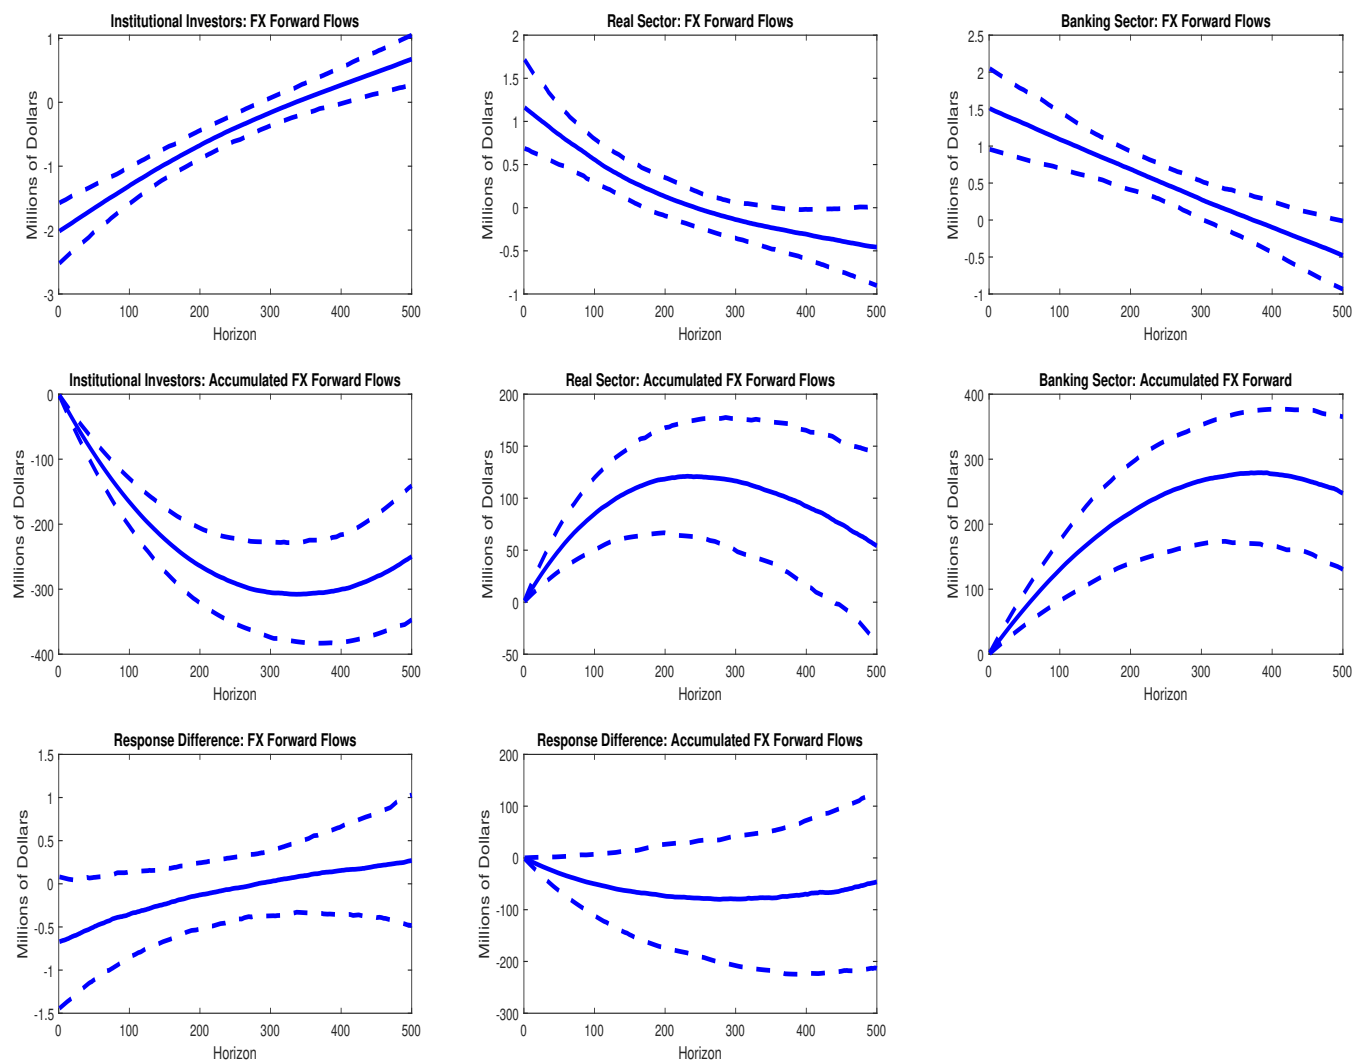 Institutional Investors: FX Forward Flows
Millions of Dollars
1
0
-1
-2
-3
0 100 200 300 400 500
Horizon
Real Sector: FX Forward Flows
Millions of Dollars
2
1.5
1
0.5
0
-0.5
-1
0 100 200 300 400 500
Horizon
Banking Sector: FX Forward Flows
Millions of Dollars
2.5
2
1.5
1
0.5
0
-0.5
-1
0 100 200 300 400 500
Horizon
Institutional Investors: Accumulated FX Forward Flows
Millions of Dollars
0
-100
-200
-300
-400
0 100 200 300 400 500
Horizon
Real Sector: Accumulated FX Forward Flows
Millions of Dollars
200
150
100
50
0
-50
0 100 200 300 400 500
Horizon
Banking Sector: Accumulated FX Forward
Millions of Dollars
400
300
200
100
0
0 100 200 300 400 500
Horizon
Response Difference: FX Forward Flows
Millions of Dollars
1.5
1
0.5
0
-0.5
-1
-1.5
0 100 200 300 400 500
Horizon
Response Difference: Accumulated FX Forward Flows
Millions of Dollars
200
100
0
-100
-200
-300
0 100 200 300 400 500
Horizon